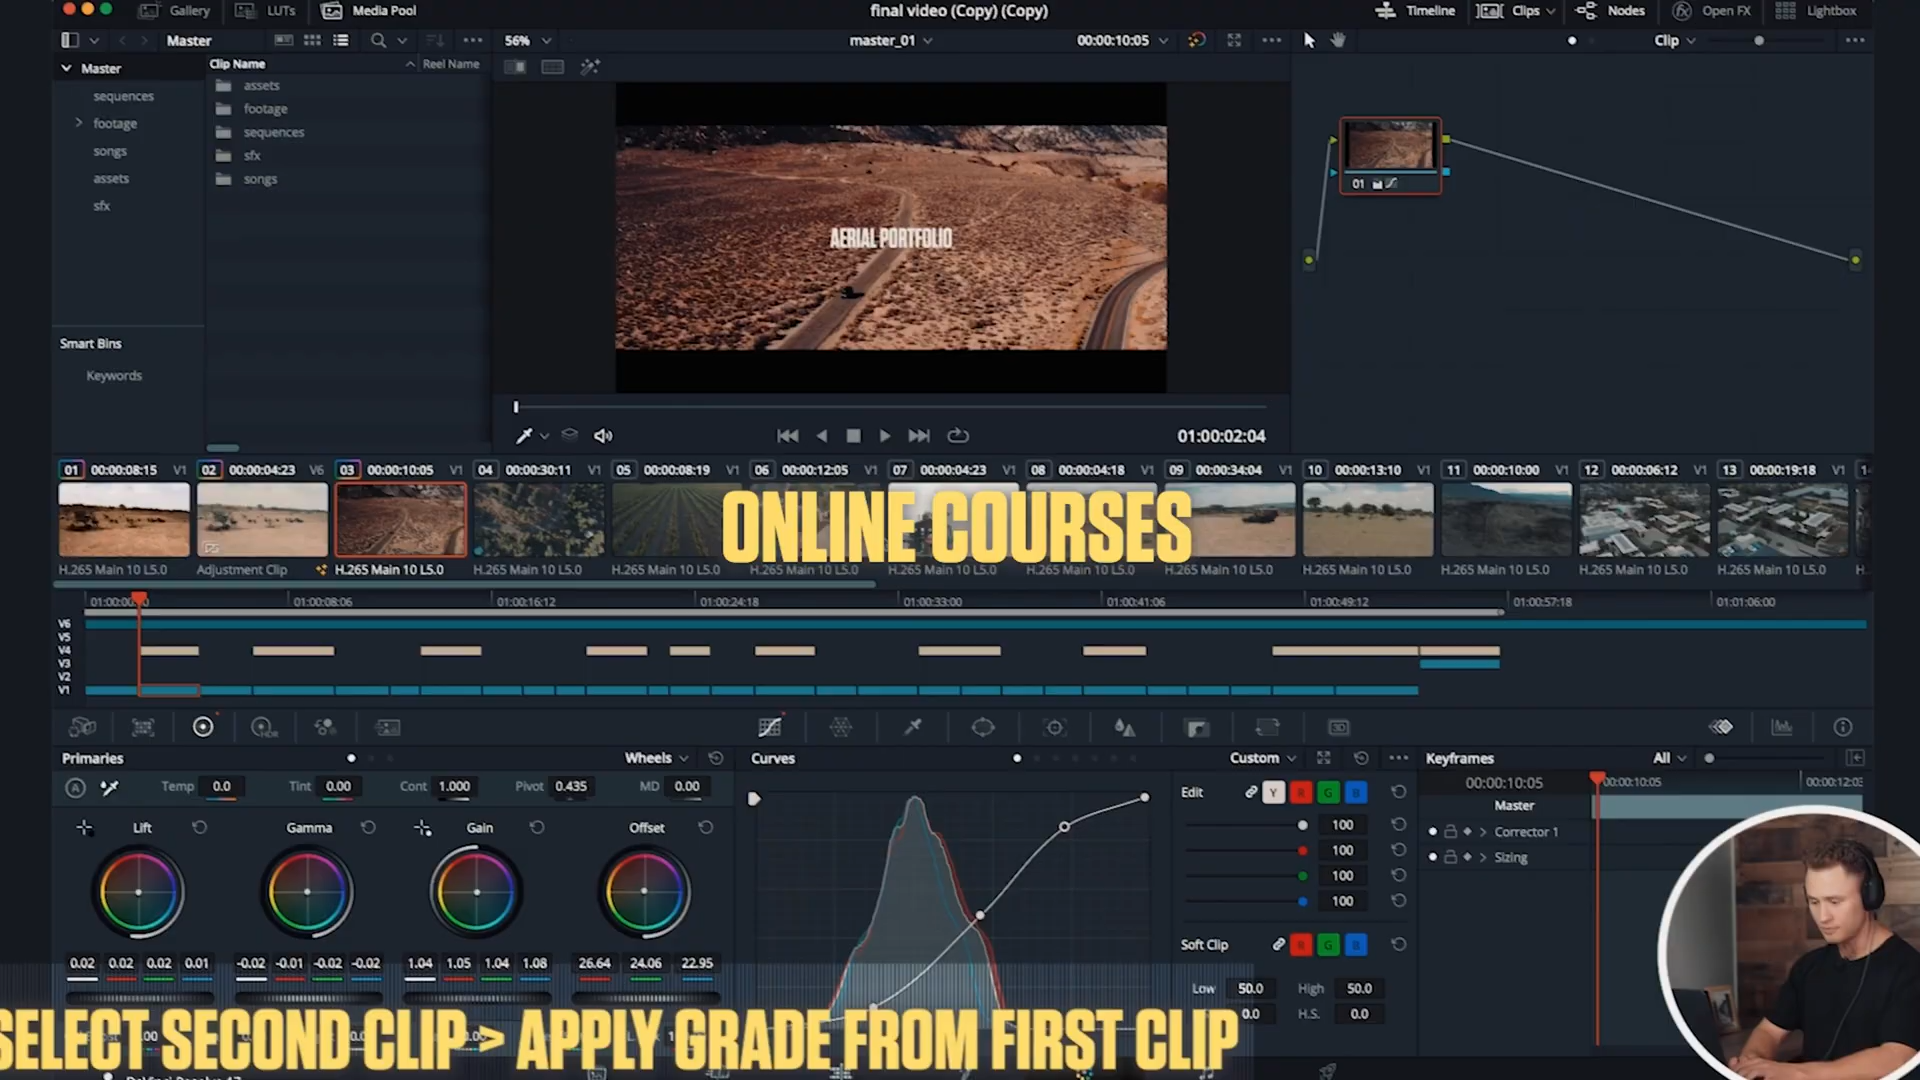 Gallery LUTs Media Pool final video (Copy) (Copy) Timeline Clips Nodes Open FX Lightbox
Master 56% master_01 00:00:10:05 Clip
Master Clip Name Reel Name
sequences
footage
songs
assets
sfx
assets
footage
sequences
sfx
songs
Smart Bins
Keywords
AERIAL PORTFOLIO
01
01:00:02:04
01 00:00:08:15 V1 02 00:00:04:23 V6 03 00:00:10:05 V1 04 00:00:30:11 V1 05 00:00:08:19 V1 06 00:00:12:05 V1 07 00:00:04:23 V1 08 00:00:04:18 V1 09 00:00:34:04 V1 10 00:00:13:10 V1 11 00:00:10:00 V1 12 00:00:06:12 V1 13 00:00:19:18 V1
ONLINE COURSES
H.265 Main 10 L5.0 Adjustment Clip H.265 Main 10 L5.0 H.265 Main 10 L5.0 H.265 Main 10 L5.0 H.265 Main 10 L5.0 H.265 Main 10 L5.0 H.265 Main 10 L5.0 H.265 Main 10 L5.0 H.265 Main 10 L5.0 H.265 Main 10 L5.0 H.265 Main 10 L5.0 H.265 Main 10 L5.0
01:00:08:06 01:00:16:12 01:00:24:18 01:00:33:00 01:00:41:06 01:00:49:12 01:00:57:18 01:01:06:00
V6
V5
V4
V3
V2
V1
Primaries Wheels Curves Custom Keyframes All
Temp 0.0 Tint 0.00 Cont 1.000 Pivot 0.435 MD 0.00
Lift Gamma Gain Offset
0.02 0.02 0.02 0.01 -0.02 -0.01 -0.02 -0.02 1.04 1.05 1.04 1.08 26.64 24.06 22.95
Edit Y R G B
100
100
100
100
Soft Clip R G B
Low 50.0 High 50.0
0.0 H.S. 0.0
00:00:10:05 00:00:10:05
Master
Corrector 1
Sizing
SELECT SECOND CLIP > APPLY GRADE FROM FIRST CLIP